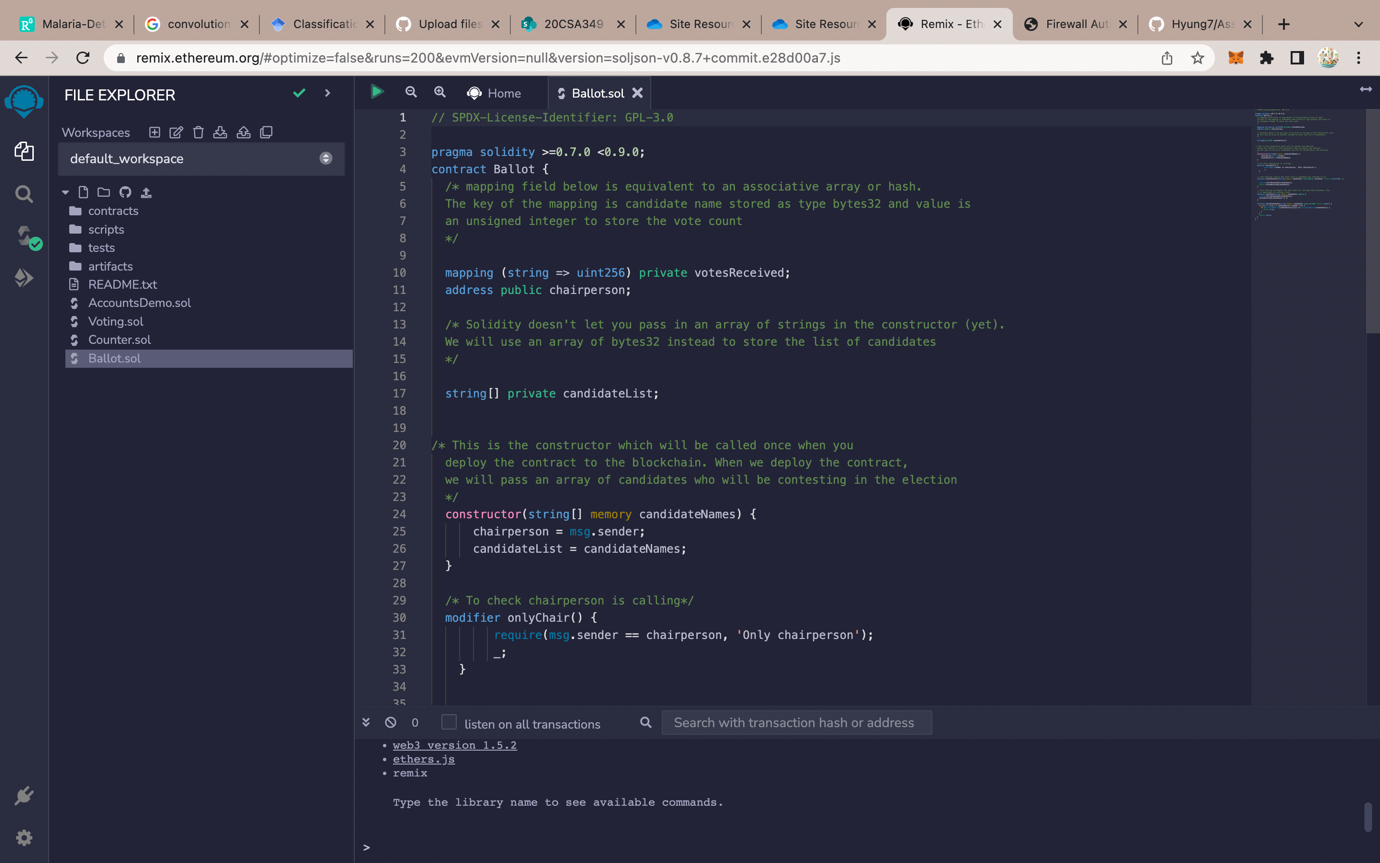 Malaria-Det
convolution
Classificatio
Upload files
20CSA349
Site Resour
Site Resour
Remix - Eth
Firewall Aut
Hyung7/Ass
remix.ethereum.org/#optimize=false&runs=200&evmVersion=null&version=soljson-v0.8.7+commit.e28d00a7.js
FILE EXPLORER
Workspaces
default_workspace
contracts
scripts
tests
artifacts
README.txt
AccountsDemo.sol
Voting.sol
Counter.sol
Ballot.sol
Home
Ballot.sol
1 // SPDX-License-Identifier: GPL-3.0
2
3 pragma solidity >=0.7.0 <0.9.0;
4 contract Ballot {
5 /* mapping field below is equivalent to an associative array or hash.
6 The key of the mapping is candidate name stored as type bytes32 and value is
7 an unsigned integer to store the vote count
8 */
9
10 mapping (string => uint256) private votesReceived;
11 address public chairperson;
12
13 /* Solidity doesn't let you pass in an array of strings in the constructor (yet).
14 We will use an array of bytes32 instead to store the list of candidates
15 */
16
17 string[] private candidateList;
18
19
20 /* This is the constructor which will be called once when you
21 deploy the contract to the blockchain. When we deploy the contract,
22 we will pass an array of candidates who will be contesting in the election
23 */
24 constructor(string[] memory candidateNames) {
25 chairperson = msg.sender;
26 candidateList = candidateNames;
27 }
28
29 /* To check chairperson is calling*/
30 modifier onlyChair() {
31 require(msg.sender == chairperson, 'Only chairperson');
32 _;
33 }
34
35
0
listen on all transactions
Search with transaction hash or address
• web3 version 1.5.2
• ethers.js
• remix
Type the library name to see available commands.
>